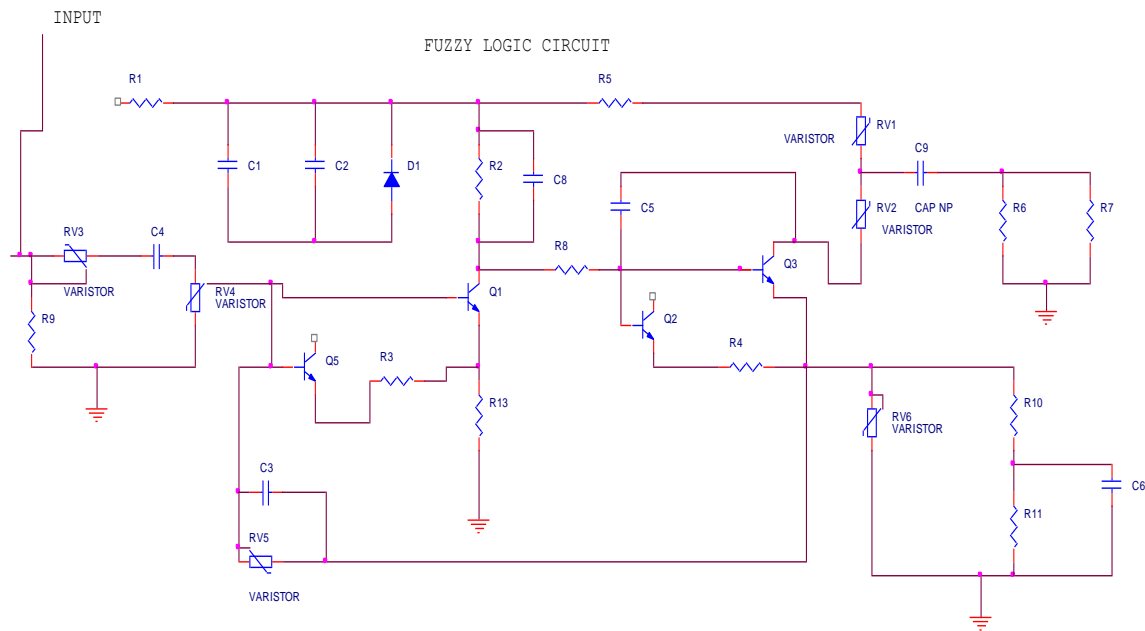 INPUT
FUZZY LOGIC CIRCUIT
R1
R5
RV1
VARISTOR
C9
C1
C2
D1
R2
C8
C5
RV2
CAP NP
R6
R7
VARISTOR
RV3
C4
R8
Q3
VARISTOR
RV4
VARISTOR
Q1
R9
Q2
Q5
R3
R4
R13
R10
RV6
VARISTOR
C3
C6
R11
RV5
VARISTOR